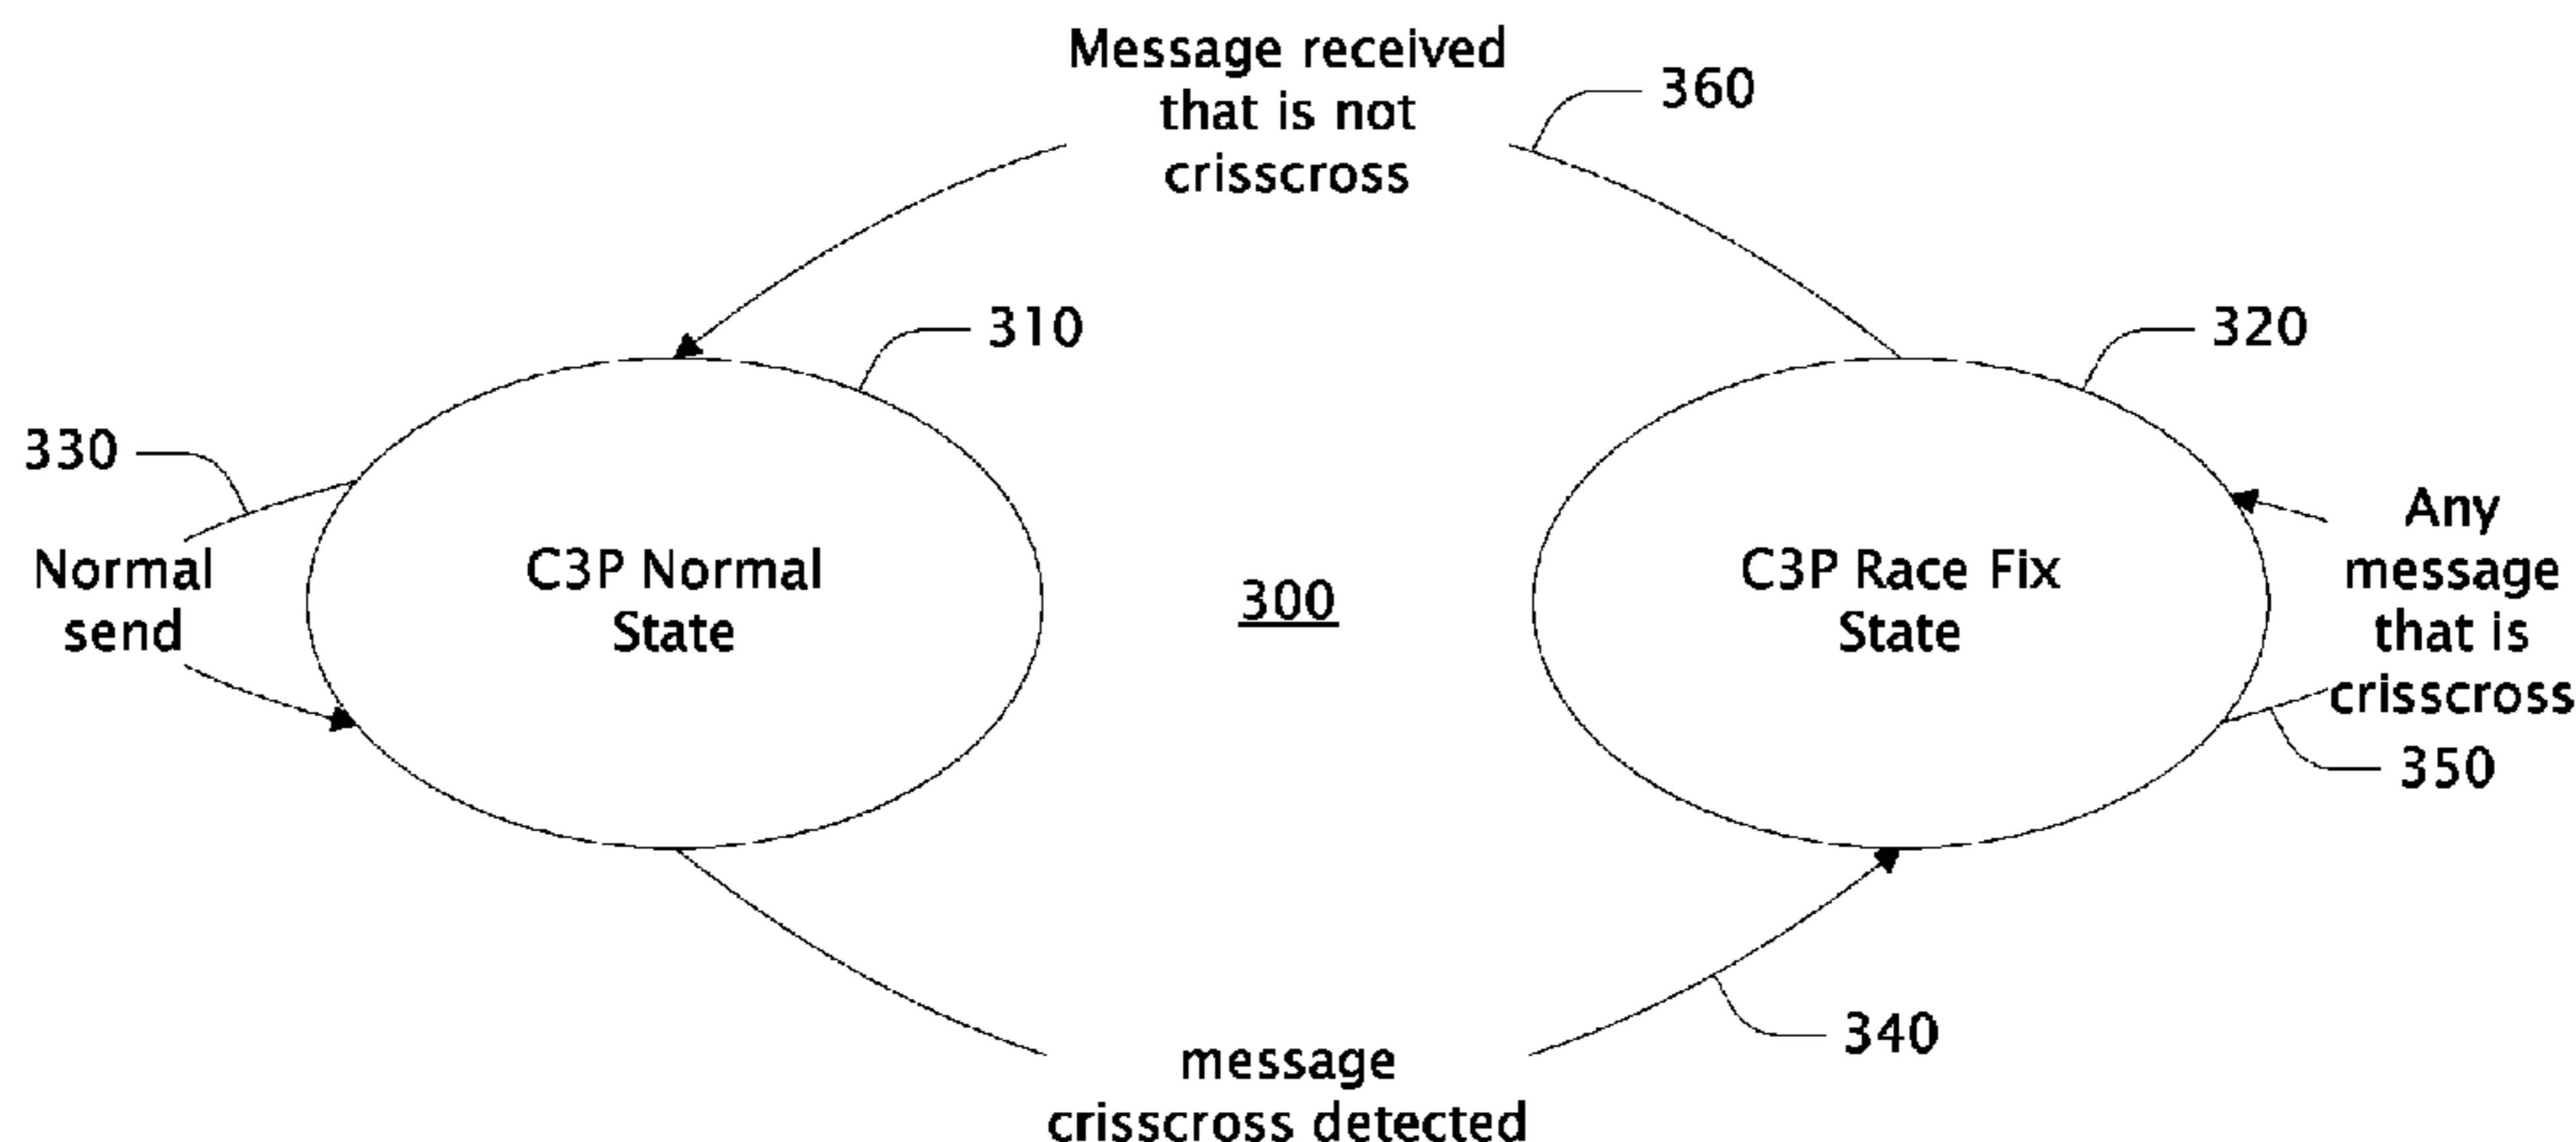 Message received
that is not
crisscross
360
310
320
330
Normal
send
C3P Normal
State
300
C3P Race Fix
State
Any
message
that is
crisscross
350
340
message
crisscross detected